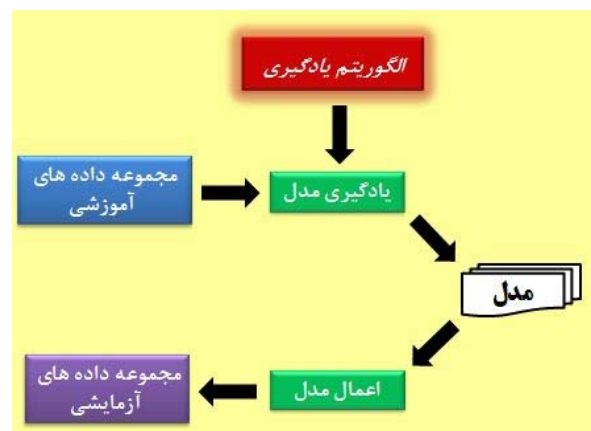 الگوریتم یادگیری
مجموعه داده های
آموزشی
یادگیری مدل
مدل
اعمال مدل
مجموعه داده های
آزمایشی